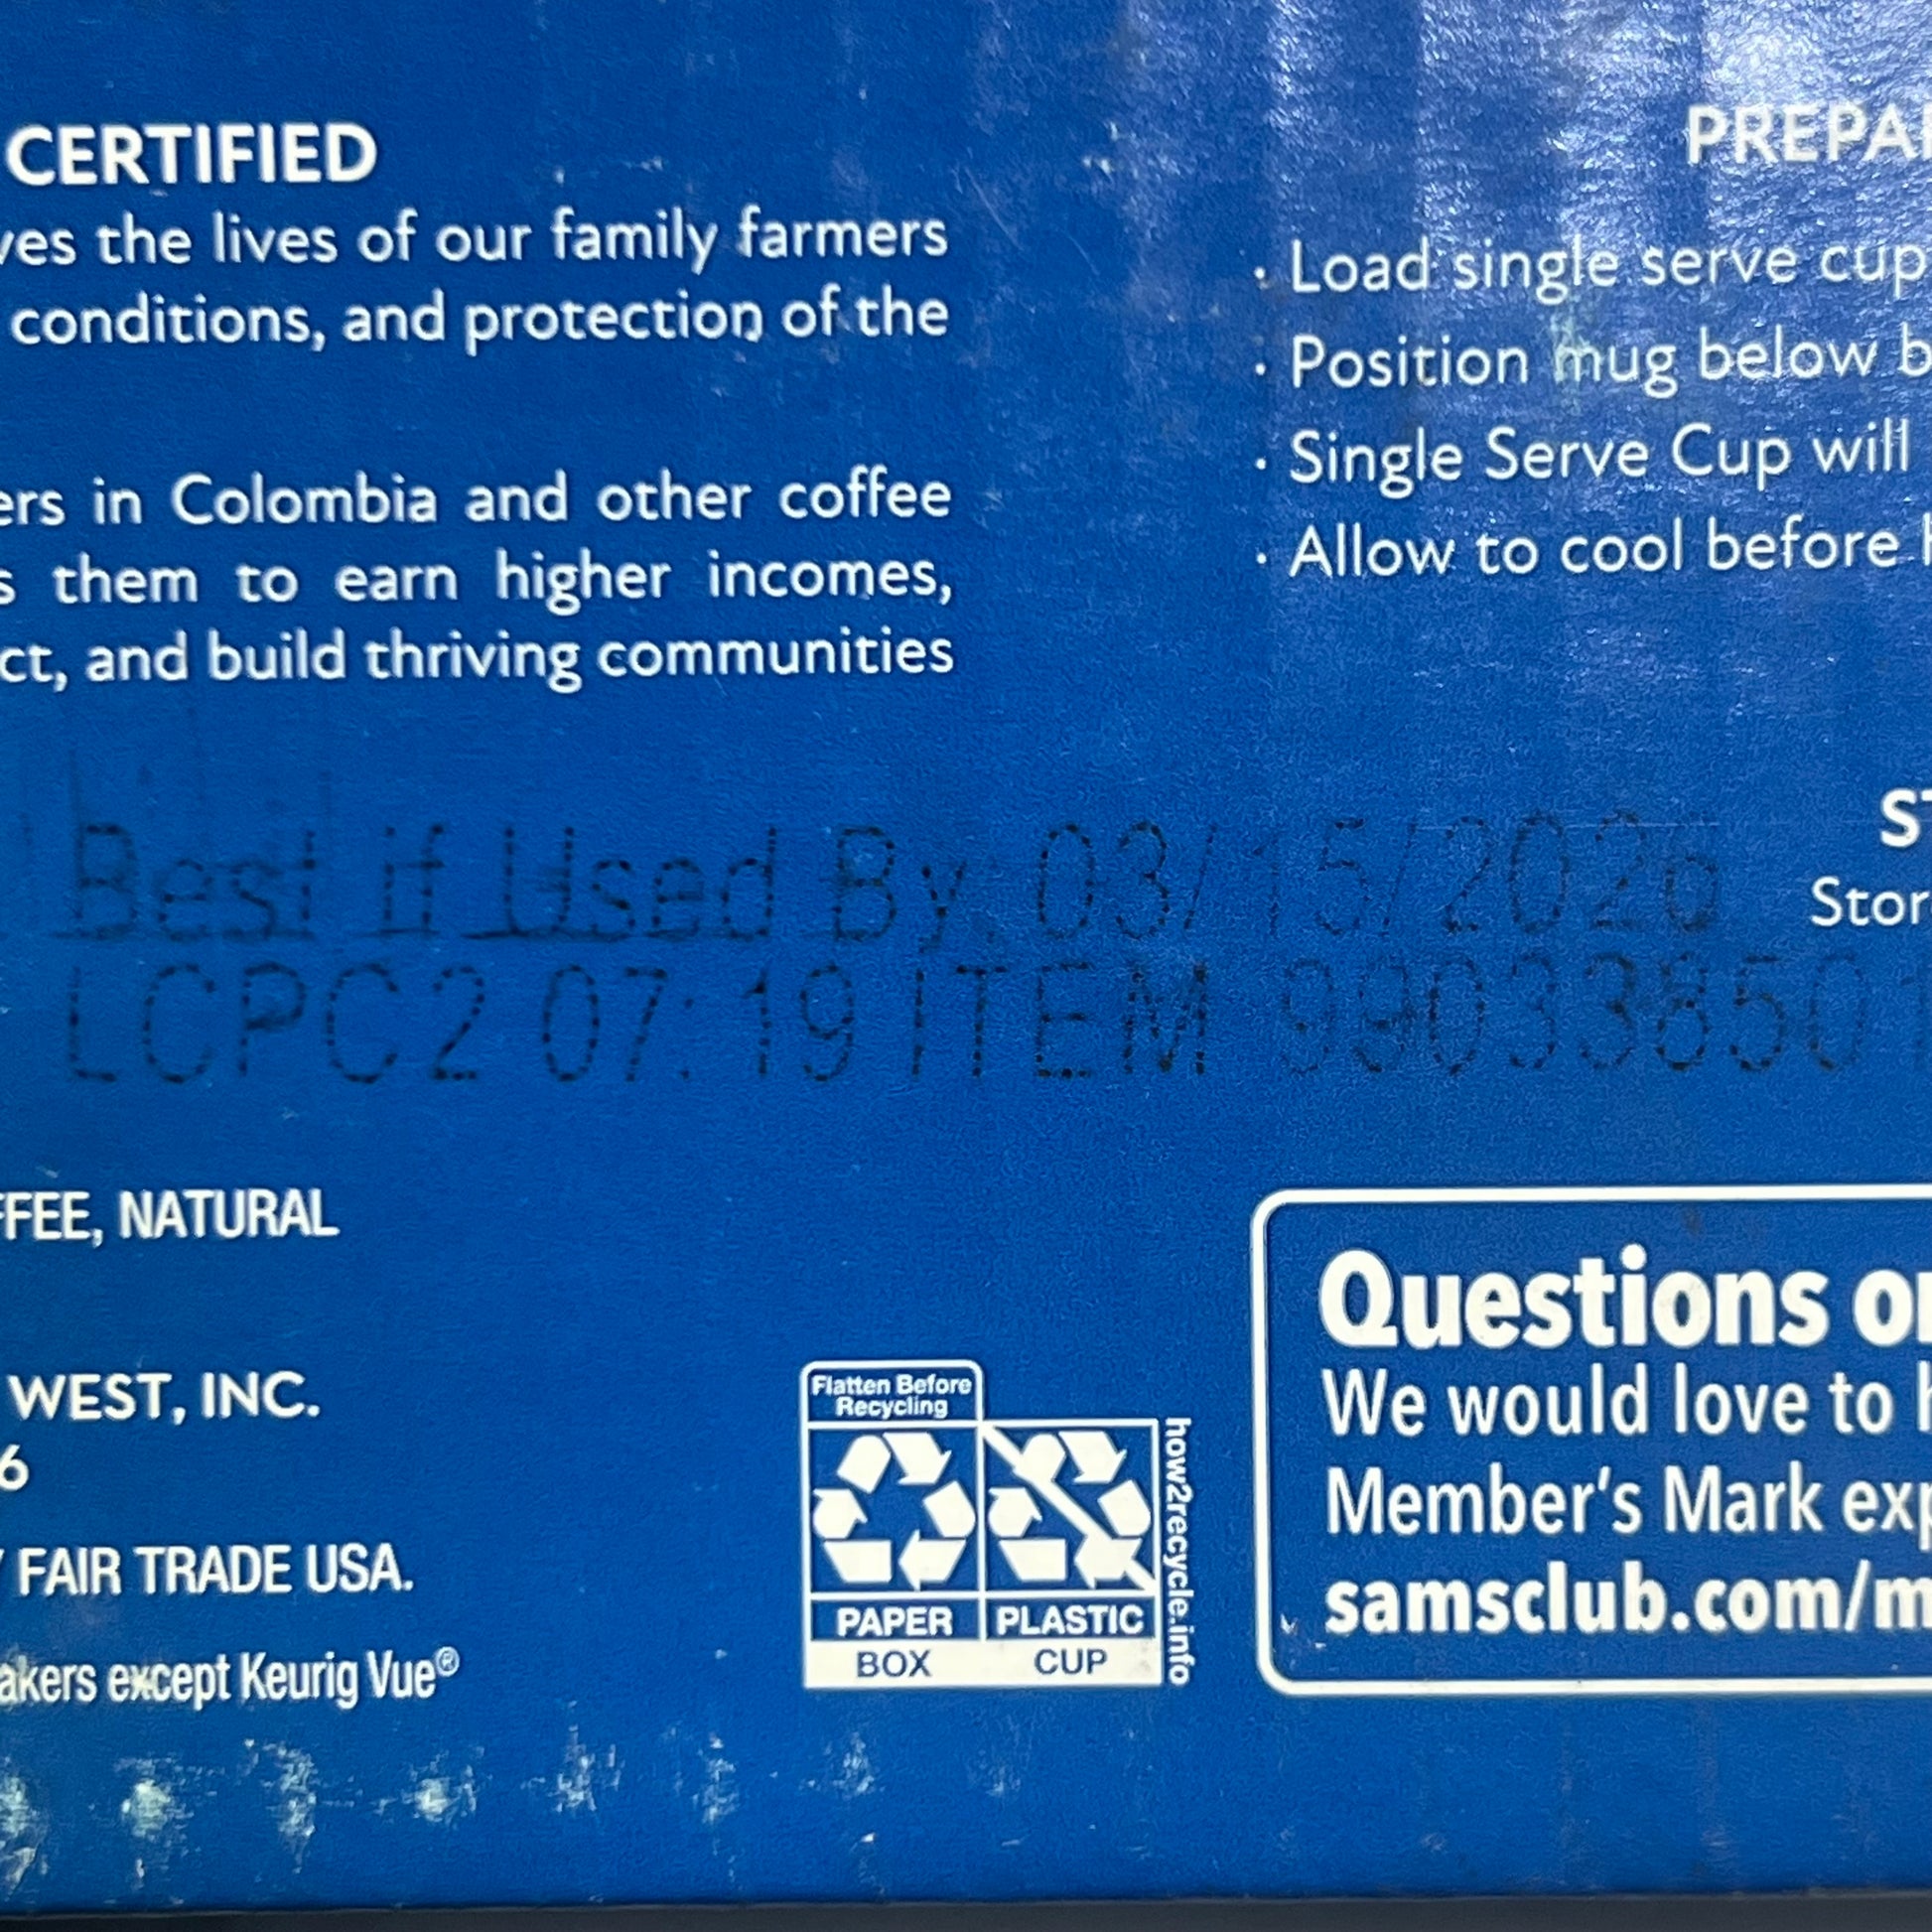 CERTIFIED
ves the lives of our family farmers
conditions, and protection of the
ers in Colombia and other coffee
s them to earn higher incomes,
ct, and build thriving communities
PREPA
· Load single serve cup
· Position mug below b
· Single Serve Cup will
· Allow to cool before
ST
Stor
Best if Used By: 03/15/2026
LCPC2 07:19 ITEM 990338501
FFEE, NATURAL
WEST, INC.
6
FAIR TRADE USA.
akers except Keurig Vue®
Flatten Before
Recycling
PAPER
BOX
PLASTIC
CUP
how2recycle.info
Questions or
We would love to h
Member's Mark exp
samsclub.com/m